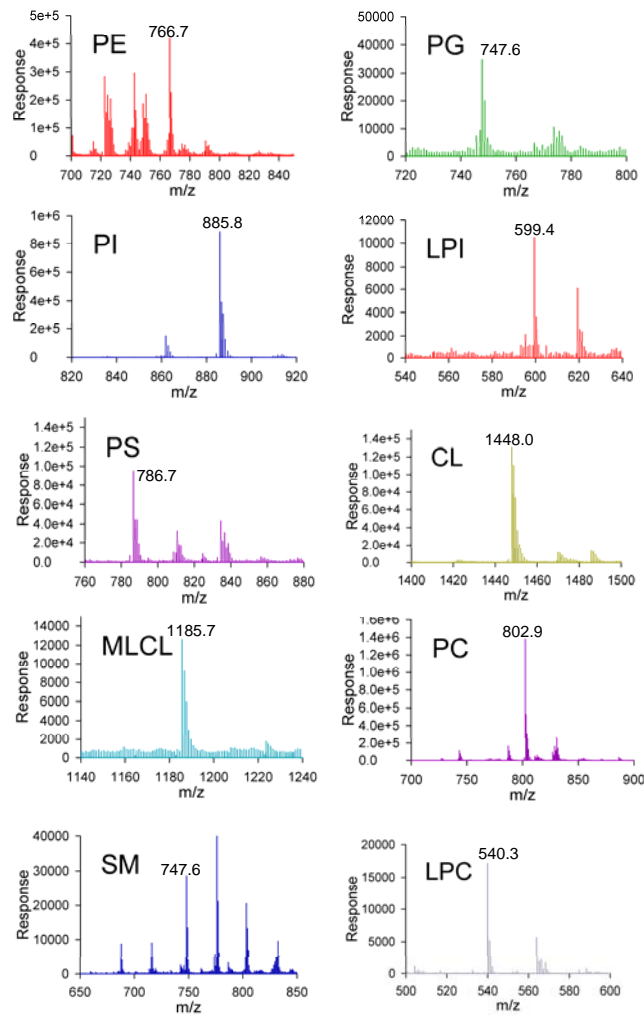 PE
766.7
5e+5
4e+5
3e+5
2e+5
1e+5
0
Response
700 720 740 760 780 800 820 840
m/z
PG
747.6
50000
40000
30000
20000
10000
0
Response
720 740 760 780 800
m/z
PI
885.8
1e+6
8e+5
6e+5
4e+5
2e+5
0
Response
820 840 860 880 900 920
m/z
LPI
599.4
12000
10000
8000
6000
4000
2000
0
Response
540 560 580 600 620 640
m/z
PS
786.7
1.6e+5
1.4e+5
1.2e+5
1.0e+5
8.0e+4
6.0e+4
4.0e+4
2.0e+4
0.0
Response
760 780 800 820 840 860 880
m/z
CL
1448.0
1.4e+5
1.2e+5
1.0e+5
8.0e+4
6.0e+4
4.0e+4
2.0e+4
0.0
Response
1400 1420 1440 1460 1480 1500
m/z
MLCL
1185.7
14000
12000
10000
8000
6000
4000
2000
0
Response
1140 1160 1180 1200 1220 1240
m/z
PC
802.9
1.6e+6
1.4e+6
1.2e+6
1.0e+6
8.0e+5
6.0e+5
4.0e+5
2.0e+5
0.0
Response
700 750 800 850 900
m/z
SM
747.6
40000
30000
20000
10000
0
Response
650 700 750 800 850
m/z
LPC
540.3
20000
15000
10000
5000
0
Response
500 520 540 560 580 600
m/z